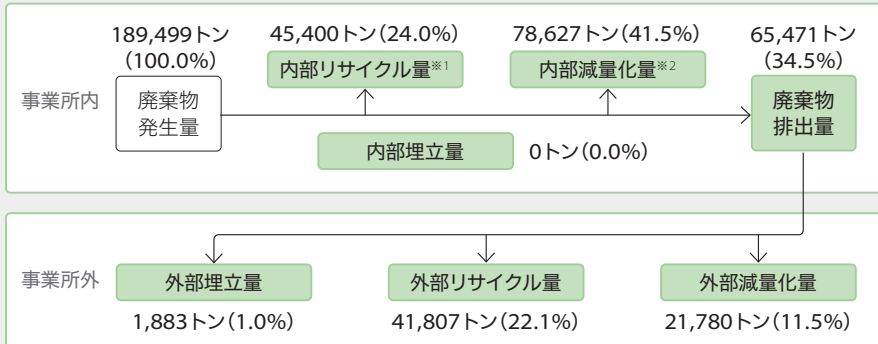 189,499トン
(100.0%)
45,400トン(24.0%)
78,627トン(41.5%)
65,471トン
(34.5%)
内部リサイクル量※1
内部減量化量※2
事業所内
廃棄物
発生量
廃棄物
排出量
内部埋立量
0トン(0.0%)
事業所外
外部埋立量
外部リサイクル量
外部減量化量
1,883トン(1.0%)
41,807トン(22.1%)
21,780トン(11.5%)